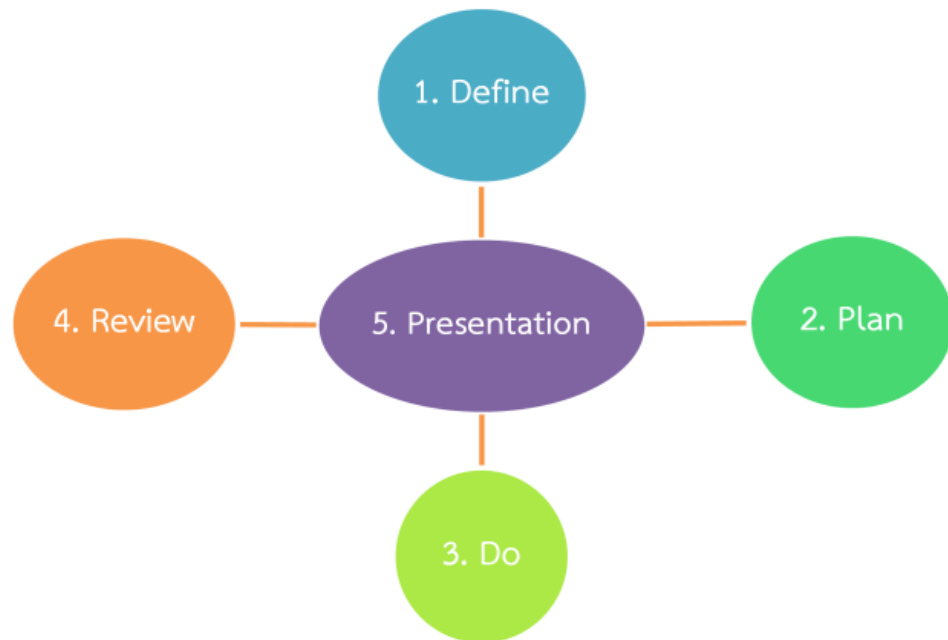 1. Define
4. Review
5. Presentation
2. Plan
3. Do